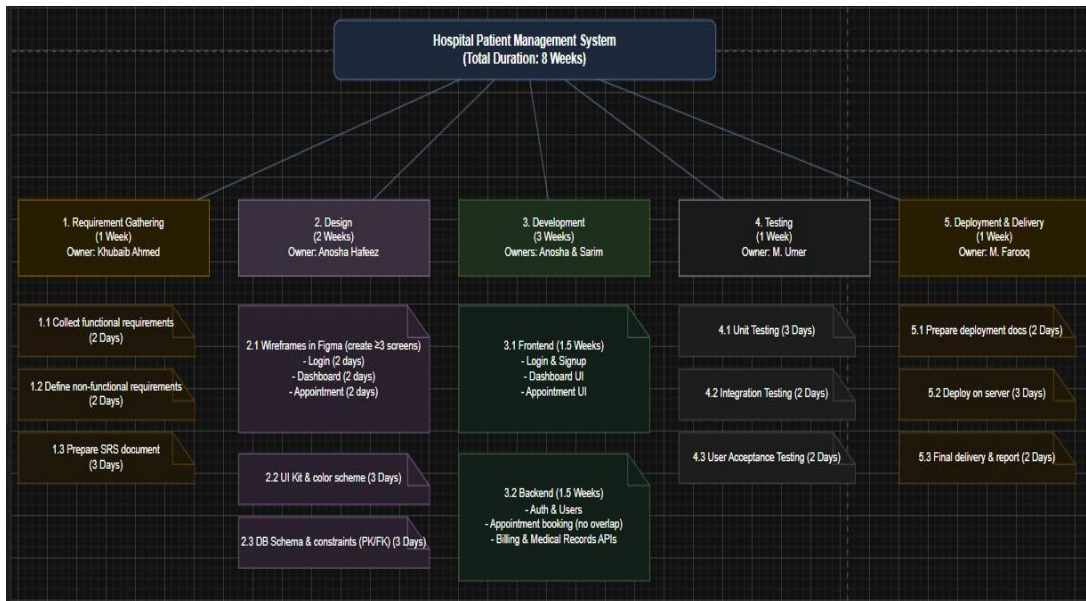 Hospital Patient Management System
(Total Duration: 8 Weeks)
1. Requirement Gathering
(1 Week)
Owner: Khubaib Ahmed
2. Design
(2 Weeks)
Owner: Anosha Hafeez
3. Development
(3 Weeks)
Owners: Anosha & Sarim
4. Testing
(1 Week)
Owner: M. Umer
5. Deployment & Delivery
(1 Week)
Owner: M. Farooq
1.1 Collect functional requirements
(2 Days)
1.2 Define non-functional requirements
(2 Days)
1.3 Prepare SRS document
(3 Days)
2.1 Wireframes in Figma (create ≥3 screens)
- Login (2 days)
- Dashboard (2 days)
- Appointment (2 days)
2.2 UI Kit & color scheme (3 Days)
2.3 DB Schema & constraints (PK/FK) (3 Days)
3.1 Frontend (1.5 Weeks)
- Login & Signup
- Dashboard UI
- Appointment UI
3.2 Backend (1.5 Weeks)
- Auth & Users
- Appointment booking (no overlap)
- Billing & Medical Records APIs
4.1 Unit Testing (3 Days)
4.2 Integration Testing (2 Days)
4.3 User Acceptance Testing (2 Days)
5.1 Prepare deployment docs (2 Days)
5.2 Deploy on server (3 Days)
5.3 Final delivery & report (2 Days)